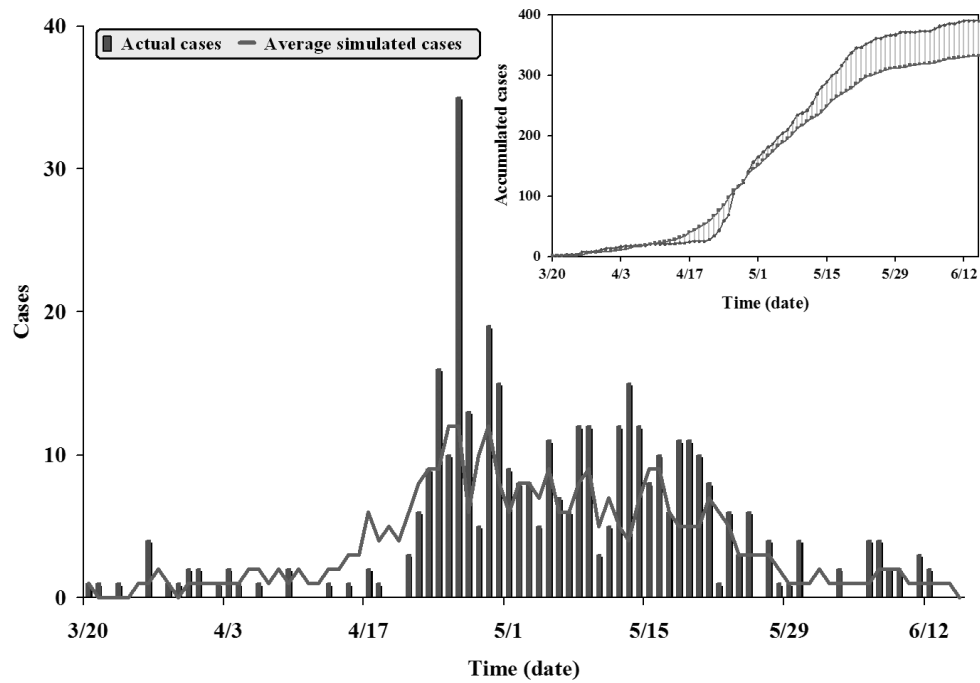 Actual cases Average simulated cases
Cases
40
30
20
10
0
3/20 4/3 4/17 5/1 5/15 5/29 6/12
Time (date)
Accumulated cases
400
300
200
100
0
3/20 4/3 4/17 5/1 5/15 5/29 6/12
Time (date)